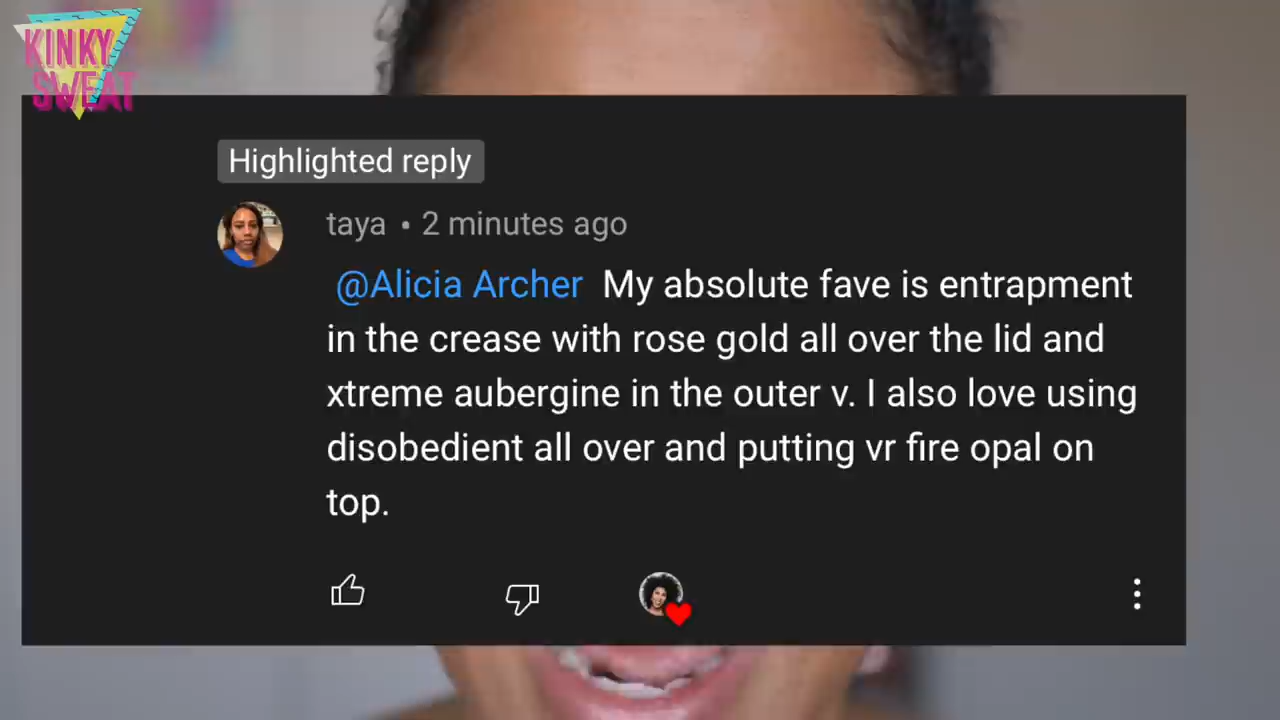 KINKY
SWEAT
Highlighted reply
taya • 2 minutes ago
@Alicia Archer My absolute fave is entrapment
in the crease with rose gold all over the lid and
xtreme aubergine in the outer v. I also love using
disobedient all over and putting vr fire opal on
top.